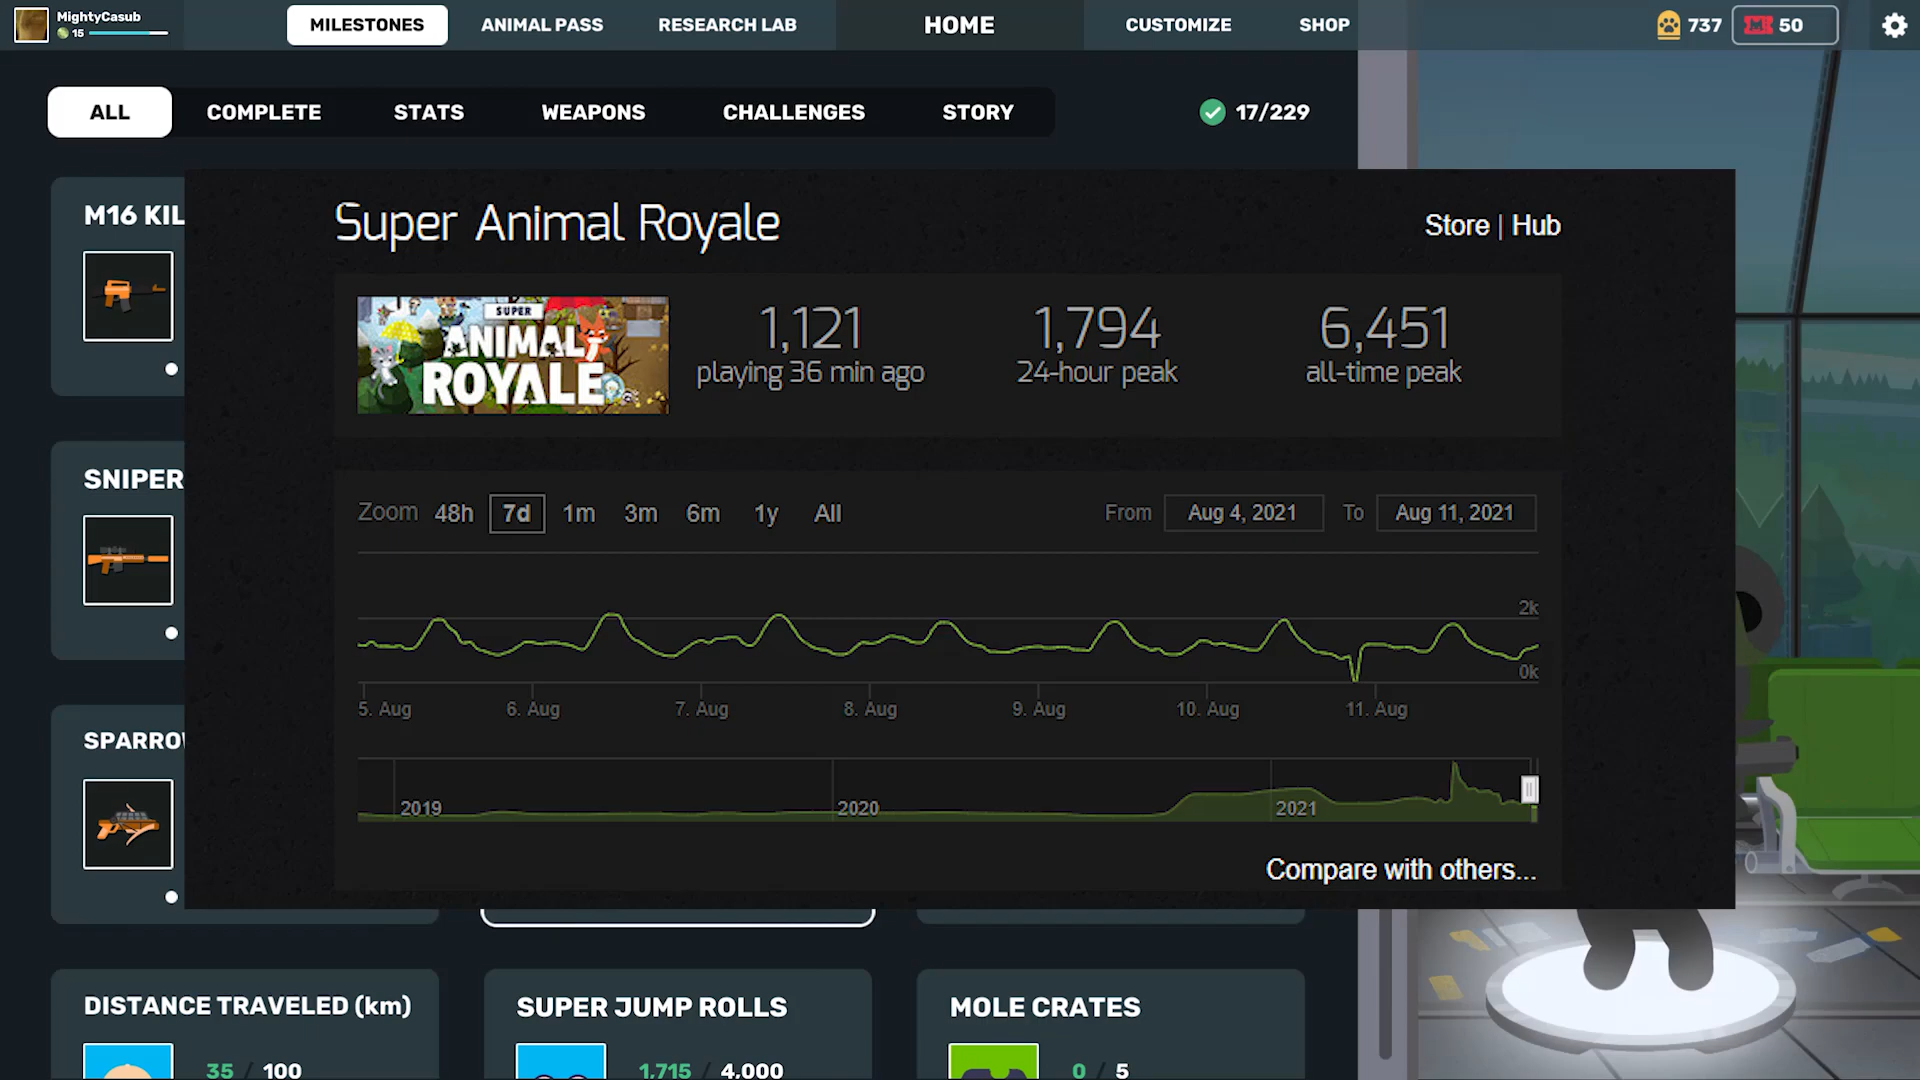 MightyCasub
15
MILESTONES
ANIMAL PASS
RESEARCH LAB
HOME
CUSTOMIZE
SHOP
737
50
ALL
COMPLETE
STATS
WEAPONS
CHALLENGES
STORY
17/229
M16 KIL
SNIPER
SPARRO
Super Animal Royale
Store | Hub
SUPER
ANIMAL
ROYALE
1,121
playing 36 min ago
1,794
24-hour peak
6,451
all-time peak
Zoom 48h 7d 1m 3m 6m 1y All
From Aug 4, 2021 To Aug 11, 2021
2k
0k
5. Aug 6. Aug 7. Aug 8. Aug 9. Aug 10. Aug 11. Aug
2019 2020 2021
Compare with others...
DISTANCE TRAVELED (km)
35 / 100
SUPER JUMP ROLLS
1,715 / 4,000
MOLE CRATES
0 / 5